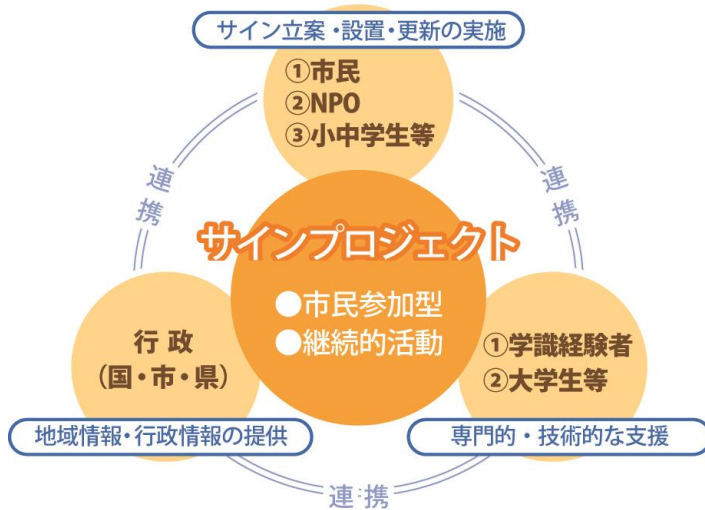 サイン立案・設置・更新の実施
①市民
②NPO
③小中学生等
連携
連携
サインプロジェクト
●市民参加型
●継続的活動
行政
(国・市・県)
地域情報・行政情報の提供
①学識経験者
②大学生等
専門的・技術的な支援
連携